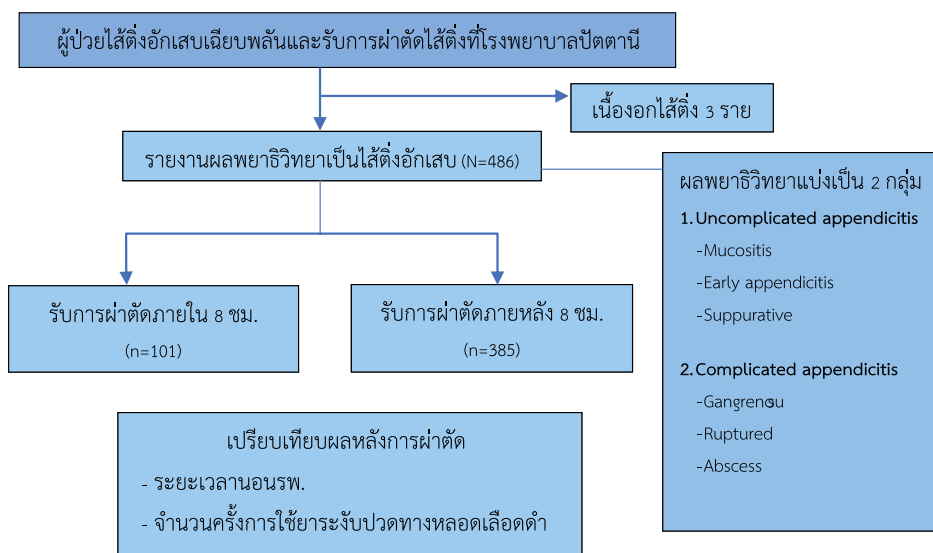 ผู้ป่วยไส้ติ่งอักเสบเฉียบพลันและรับการผ่าตัดไส้ติ่งที่โรงพยาบาลปัตตานี
เนื้องอกไส้ติ่ง 3 ราย
รายงานผลพยาธิวิทยาเป็นไส้ติ่งอักเสบ (N=486)
ผลพยาธิวิทยาแบ่งเป็น 2 กลุ่ม
1.Uncomplicated appendicitis
-Mucositis
-Early appendicitis
-Suppurative
2.Complicated appendicitis
-Gangrenosu
-Ruptured
-Abscess
รับการผ่าตัดภายใน 8 ชม.
(n=101)
รับการผ่าตัดภายหลัง 8 ชม.
(n=385)
เปรียบเทียบผลหลังการผ่าตัด
- ระยะเวลานอนรพ.
- จำนวนครั้งการใช้ยาระงับปวดทางหลอดเลือดดำ